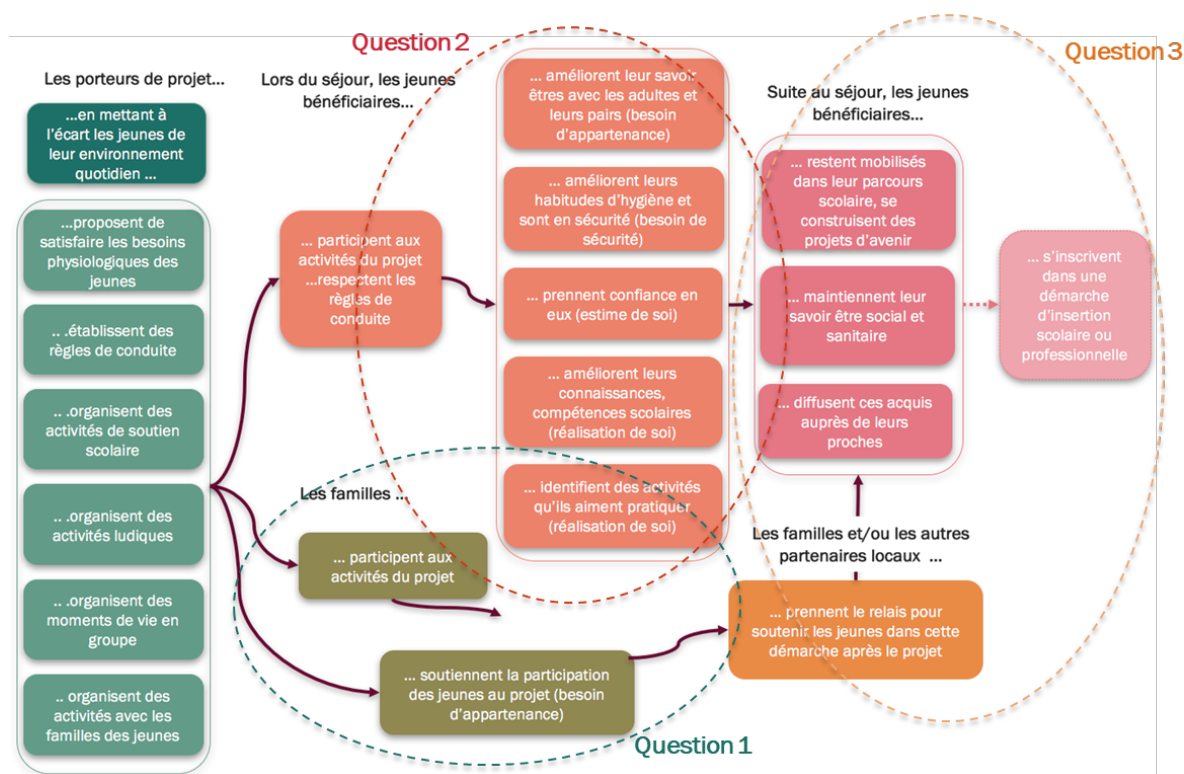 Question 2
Question 3
Les porteurs de projet...
...en mettant à
l'écart les jeunes de
leur environnement
quotidien ...
...proposent de
satisfaire les besoins
physiologiques des
jeunes
.. .établissent des
règles de conduite
.. .organisent des
activités de soutien
scolaire
.. .organisent des
activités ludiques
.. .organisent des
moments de vie en
groupe
.. organisent des
activités avec les
familles des jeunes
Lors du séjour, les jeunes
bénéficiaires...
... participent aux
activités du projet
...respectent les
règles de
conduite
... améliorent leur savoir
êtres avec les adultes et
leurs pairs (besoin
d'appartenance)
... améliorent leurs
habitudes d'hygiène et
sont en sécurité (besoin de
sécurité)
... prennent confiance en
eux (estime de soi)
... améliorent leurs
connaissances,
compétences scolaires
(réalisation de soi)
... identifient des activités
qu'ils aiment pratiquer
(réalisation de soi)
Les familles ...
... participent aux
activités du projet
... soutiennent la participation
des jeunes au projet (besoin
d'appartenance)
Question 1
Suite au séjour, les jeunes
bénéficiaires...
... restent mobilisés
dans leur parcours
scolaire, se
construisent des
projets d'avenir
... maintiennent leur
savoir être social et
sanitaire
... diffusent ces acquis
auprès de leurs
proches
... s'inscrivent
dans une
démarche
d'insertion
scolaire ou
professionnelle
Les familles et/ou les autres
partenaires locaux ...
... prennent le relais pour
soutenir les jeunes dans cette
démarche après le projet